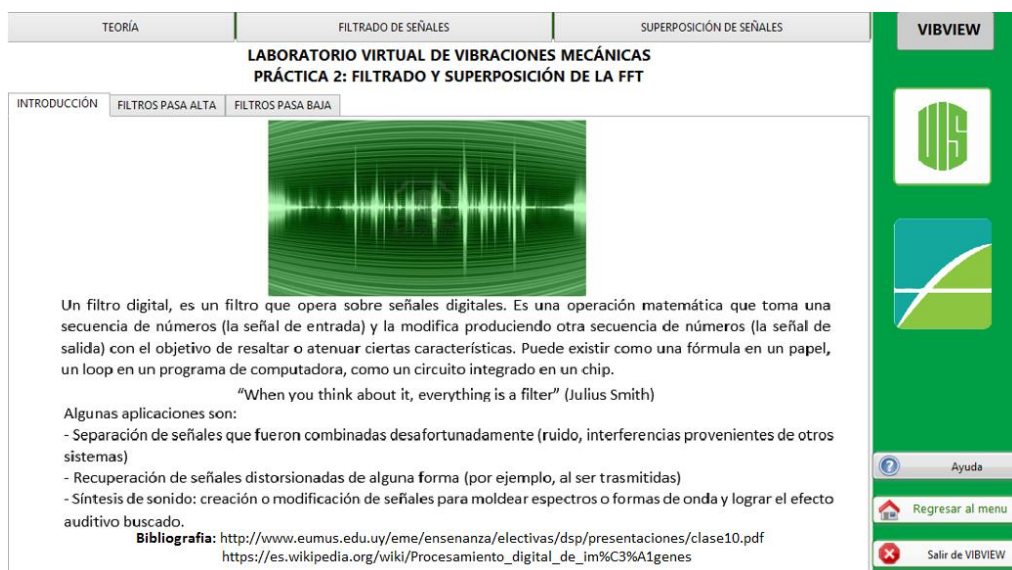 TEORÍA
FILTRADO DE SEÑALES
SUPERPOSICIÓN DE SEÑALES
VIBVIEW
LABORATORIO VIRTUAL DE VIBRACIONES MECÁNICAS
PRÁCTICA 2: FILTRADO Y SUPERPOSICIÓN DE LA FFT
INTRODUCCIÓN
FILTROS PASA ALTA
FILTROS PASA BAJA
UIS
Un filtro digital, es un filtro que opera sobre señales digitales. Es una operación matemática que toma una
secuencia de números (la señal de entrada) y la modifica produciendo otra secuencia de números (la señal de
salida) con el objetivo de resaltar o atenuar ciertas características. Puede existir como una fórmula en un papel,
un loop en un programa de computadora, como un circuito integrado en un chip.
“When you think about it, everything is a filter” (Julius Smith)
Algunas aplicaciones son:
- Separación de señales que fueron combinadas desafortunadamente (ruido, interferencias provenientes de otros
sistemas)
- Recuperación de señales distorsionadas de alguna forma (por ejemplo, al ser trasmitidas)
- Síntesis de sonido: creación o modificación de señales para moldear espectros o formas de onda y lograr el efecto
auditivo buscado.
Bibliografia: http://www.eumus.edu.uy/eme/ensenanza/electivas/dsp/presentaciones/clase10.pdf
https://es.wikipedia.org/wiki/Procesamiento_digital_de_im%C3%A1genes
Ayuda
Regresar al menu
Salir de VIBVIEW